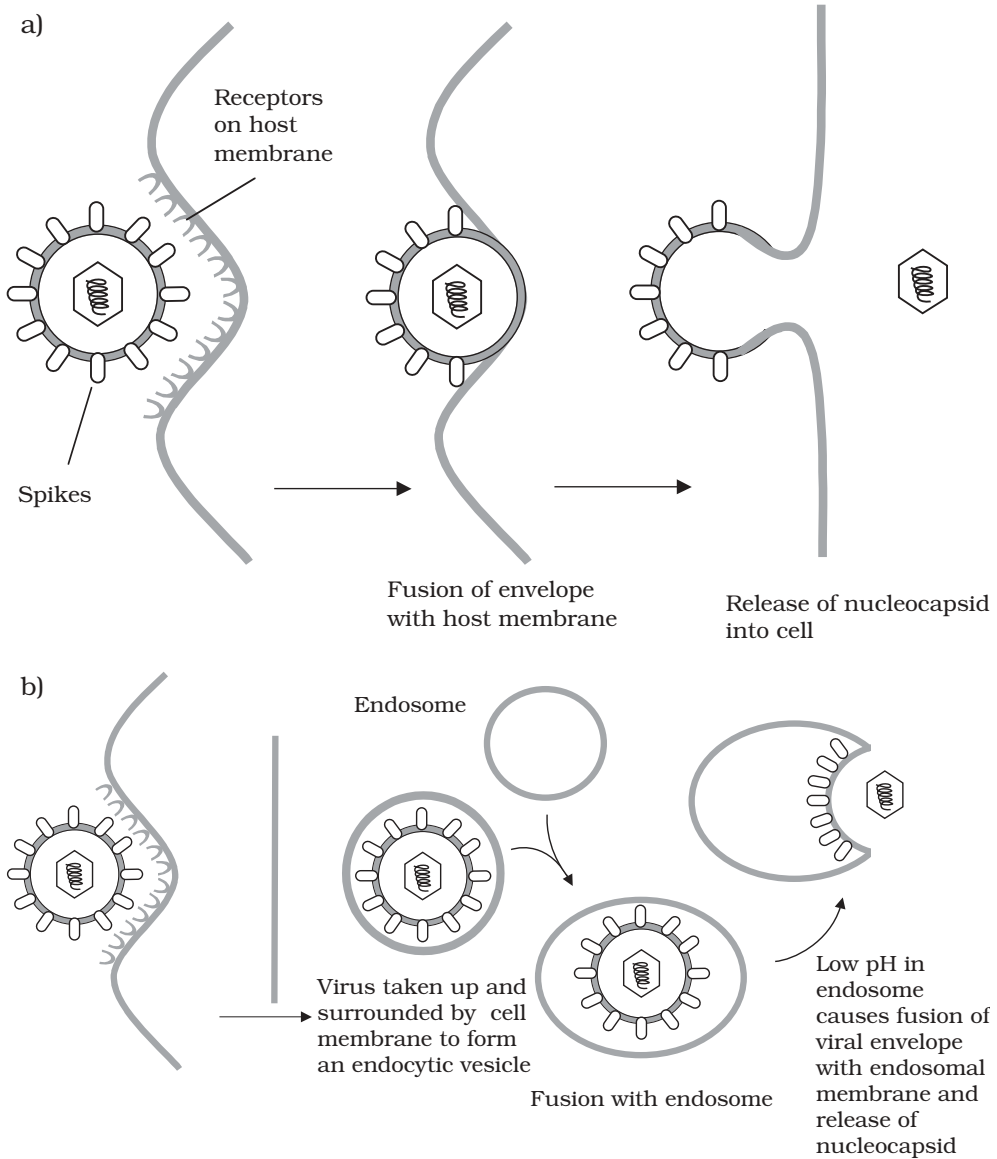 a)
Receptors
on host
membrane
Spikes
Fusion of envelope
with host membrane
Release of nucleocapsid
into cell
b)
Endosome
Virus taken up and
surrounded by cell
membrane to form
an endocytic vesicle
Fusion with endosome
Low pH in
endosome
causes fusion of
viral envelope
with endosomal
membrane and
release of
nucleocapsid